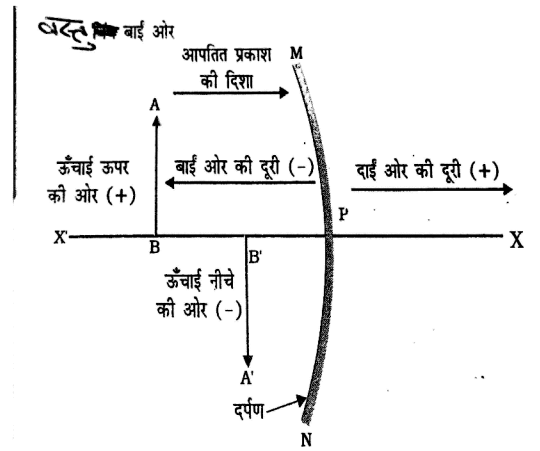 वस्तु बाईं ओर
आपतित प्रकाश
की दिशा
M
A
ऊँचाई ऊपर
की ओर (+)
बाईं ओर की दूरी (-)
दाईं ओर की दूरी (+)
P
X'
B
B'
X
ऊँचाई नीचे
की ओर (-)
A'
दर्पण
N